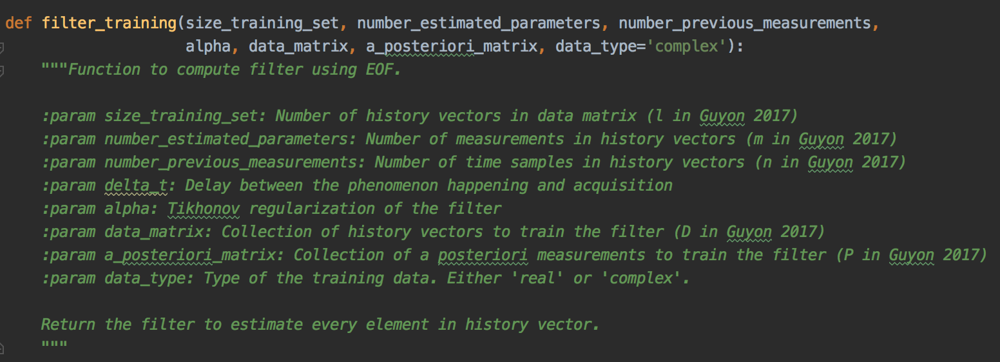 def filter_training(size_training_set, number_estimated_parameters, number_previous_measurements,
                    alpha, data_matrix, a_posteriori_matrix, data_type='complex'):
    """Function to compute filter using EOF.

    :param size_training_set: Number of history vectors in data matrix (l in Guyon 2017)
    :param number_estimated_parameters: Number of measurements in history vectors (m in Guyon 2017)
    :param number_previous_measurements: Number of time samples in history vectors (n in Guyon 2017)
    :param delta_t: Delay between the phenomenon happening and acquisition
    :param alpha: Tikhonov regularization of the filter
    :param data_matrix: Collection of history vectors to train the filter (D in Guyon 2017)
    :param a_posteriori_matrix: Collection of a posteriori measurements to train the filter (P in Guyon 2017)
    :param data_type: Type of the training data. Either 'real' or 'complex'.

    Return the filter to estimate every element in history vector.
    """